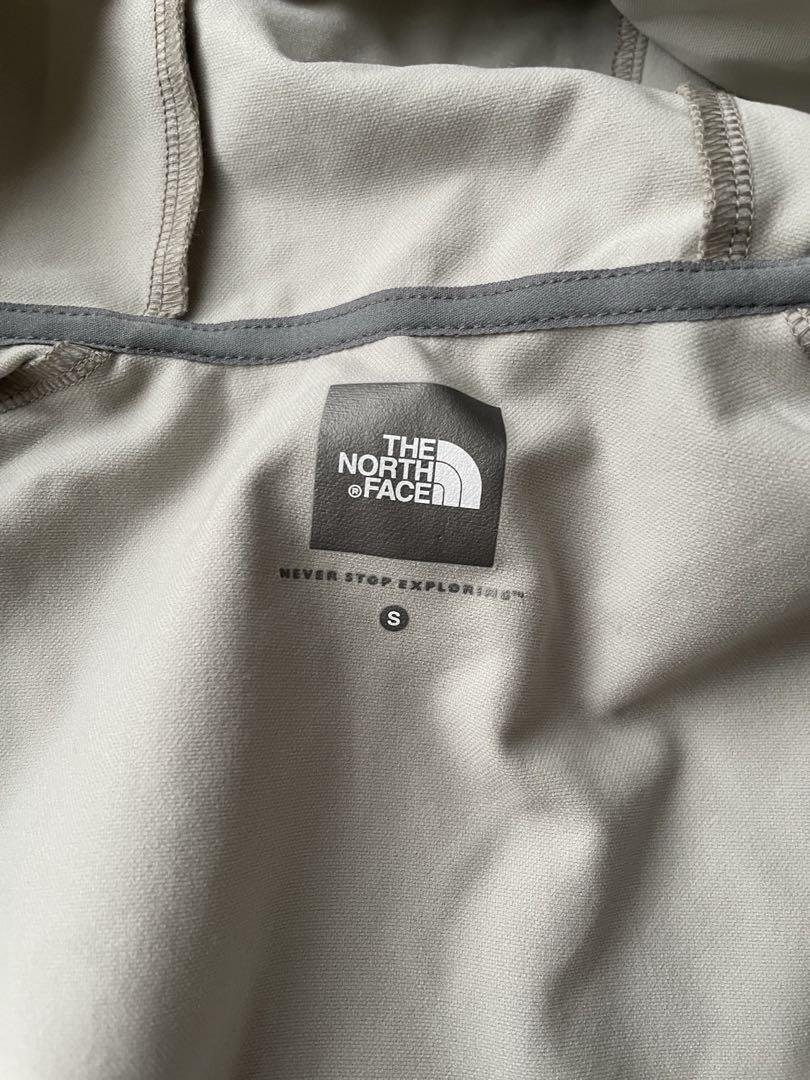 THE
NORTH
®FACE
NEVER STOP EXPLORING™
S